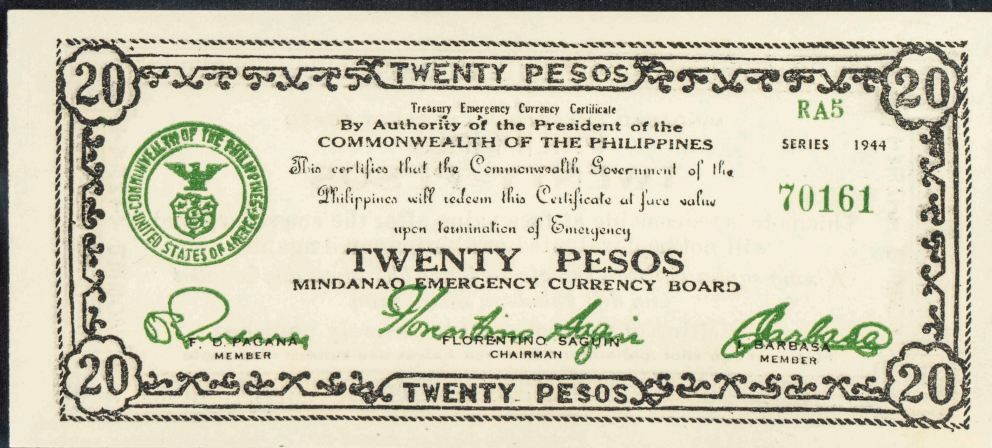 20 TWENTY PESOS 20
Treasury Emergency Currency Certificate
By Authority of the President of the
COMMONWEALTH OF THE PHILIPPINES
RA5
SERIES 1944
This certifies that the Commonwealth Government of the
Philippines will redeem this Certificate at face value
upon termination of Emergency
70161
COMMONWEALTH OF THE PHILIPPINES
UNITED STATES OF AMERICA
TWENTY PESOS
MINDANAO EMERGENCY CURRENCY BOARD
Florentino Saguin
F. D. PACANA
MEMBER
FLORENTINO SAGUIN
CHAIRMAN
BARBASA
MEMBER
20 TWENTY PESOS 20